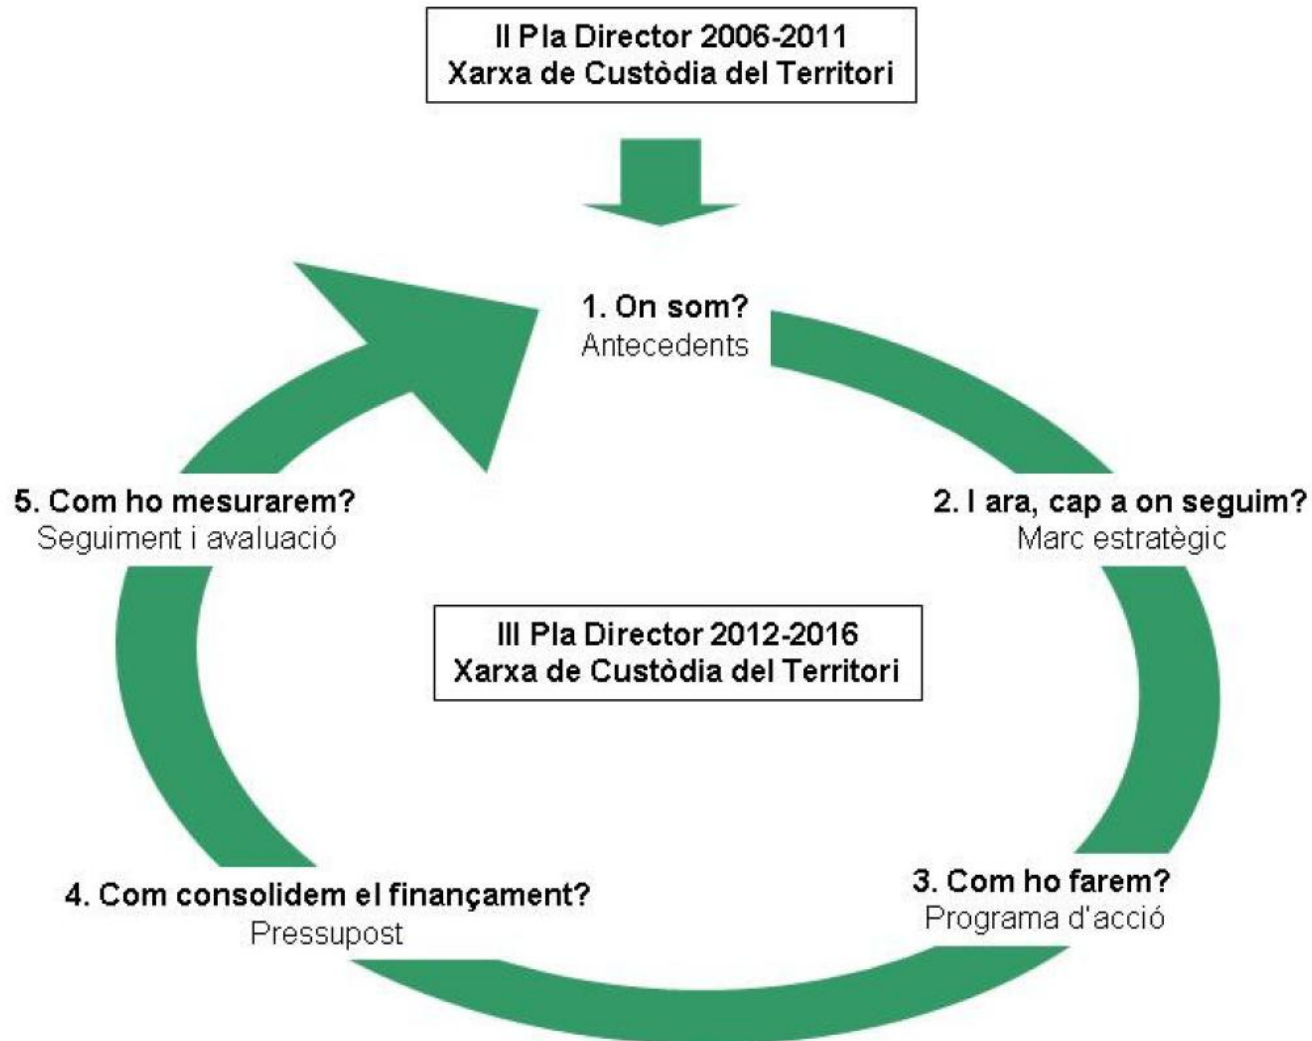 II Pla Director 2006-2011
Xarxa de Custòdia del Territori
1. On som?
Antecedents
2. I ara, cap a on seguim?
Marc estratègic
3. Com ho farem?
Programa d'acció
4. Com consolidem el finançament?
Pressupost
5. Com ho mesurarem?
Seguiment i avaluació
III Pla Director 2012-2016
Xarxa de Custòdia del Territori